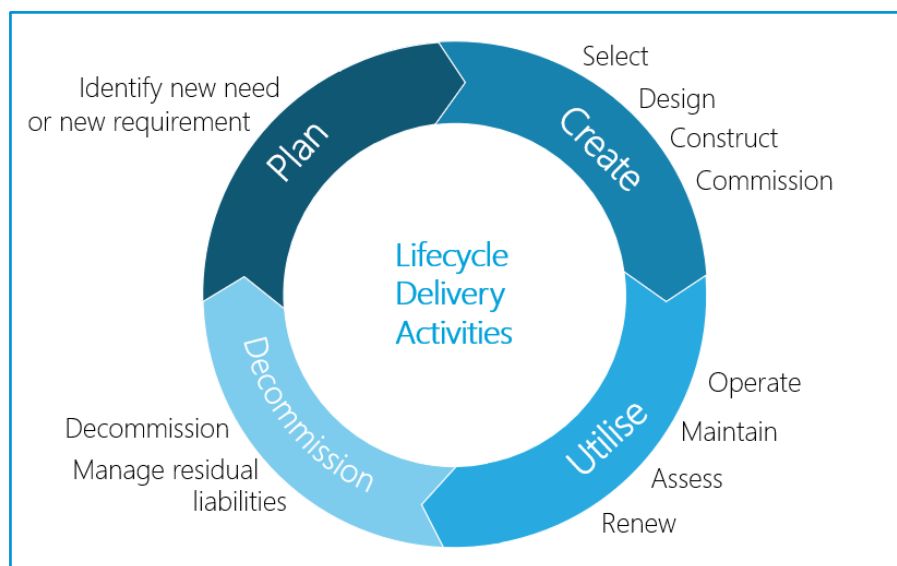 Identify new need
or new requirement
Plan
Select
Design
Construct
Commission
Create
Lifecycle
Delivery
Activities
Operate
Maintain
Assess
Renew
Utilise
Decommission
Decommission
Manage residual
liabilities